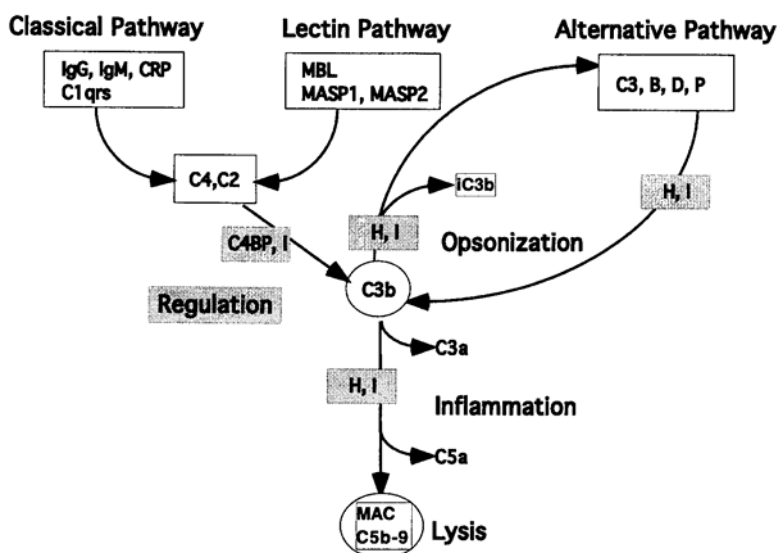 Classical Pathway
Lectin Pathway
Alternative Pathway
IgG, IgM, CRP
C1qrs
MBL
MASP1, MASP2
C3, B, D, P
C4,C2
iC3b
H, I
H, I
C4BP, I
Opsonization
C3b
Regulation
C3a
H, I
Inflammation
C5a
MAC
C5b-9
Lysis